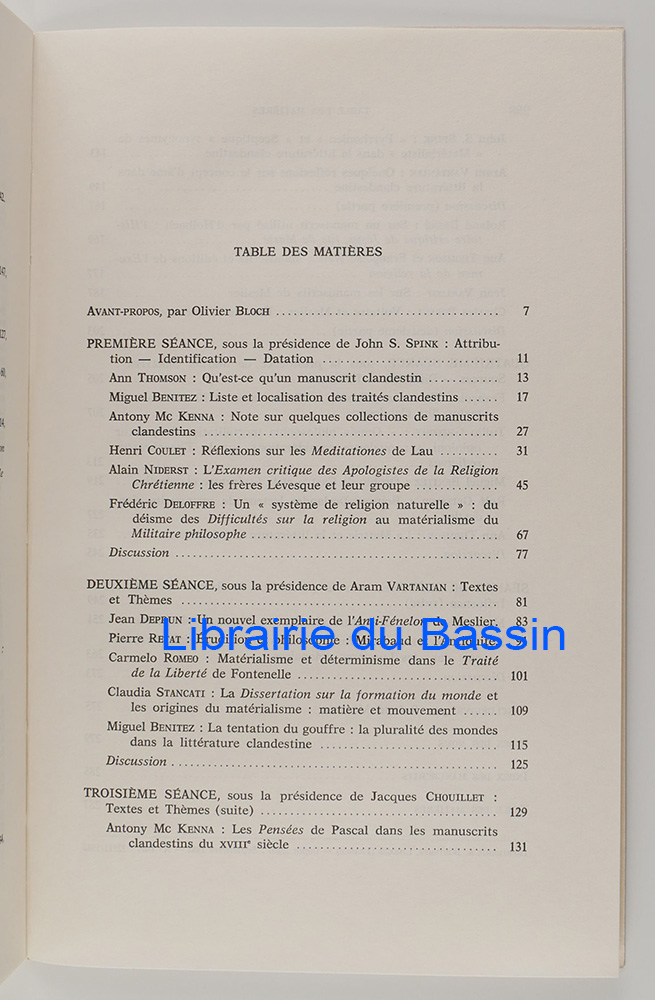 TABLE DES MATIÈRES
AVANT-PROPOS, par Olivier BLOCH ...................................... 7
PREMIÈRE SÉANCE, sous la présidence de John S. SPINK : Attribu-
tion — Identification — Datation .............................. 11
Ann THOMSON : Qu'est-ce qu'un manuscrit clandestin ............ 13
Miguel BENITEZ : Liste et localisation des traités clandestins ...... 17
Antony MC KENNA : Note sur quelques collections de manuscrits
clandestins .................................................. 27
Henri COULET : Réflexions sur les Meditationes de Lau .......... 31
Alain NIDERST : L'Examen critique des Apologistes de la Religion
Chrétienne : les frères Lévesque et leur groupe .............. 45
Frédéric DELOFFRE : Un « système de religion naturelle » : du
déisme des Difficultés sur la religion au matérialisme du
Militaire philosophe .......................................... 67
Discussion ...................................................... 77
DEUXIÈME SÉANCE, sous la présidence de Aram VARTANIAN : Textes
et Thèmes ...................................................... 81
Jean DEPRUN : Un nouvel exemplaire de l'Anti-Fénelon de Meslier. 83
Pierre RETAT : Erudition et philosophie : Mirabaud et l'Antiquité.
Librairie du Bassin
Carmelo ROMEO : Matérialisme et déterminisme dans le Traité
de la Liberté de Fontenelle .................................. 101
Claudia STANCATI : La Dissertation sur la formation du monde et
les origines du matérialisme : matière et mouvement ...... 109
Miguel BENITEZ : La tentation du gouffre : la pluralité des mondes
dans la littérature clandestine .............................. 115
Discussion ...................................................... 125
TROISIÈME SÉANCE, sous la présidence de Jacques CHOUILLET :
Textes et Thèmes (suite) ........................................ 129
Antony MC KENNA : Les Pensées de Pascal dans les manuscrits
clandestins du XVIIIe siècle .................................. 131